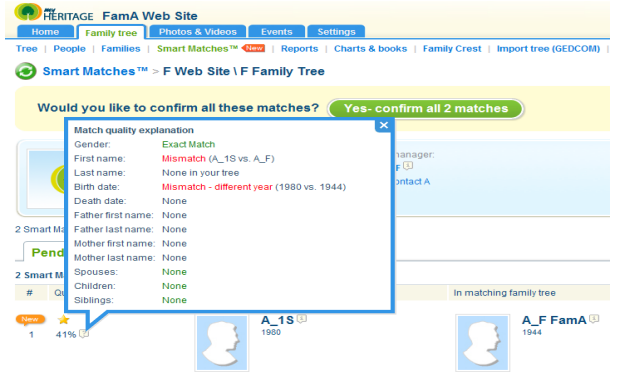 my HERITAGE FamA Web Site
Home Family tree Photos & Videos Events Settings
Tree | People | Families | Smart Matches™ New | Reports | Charts & books | Family Crest | Import tree (GEDCOM) |
Smart Matches™ > F Web Site \ F Family Tree
Would you like to confirm all these matches? Yes- confirm all 2 matches
Match quality explanation
Gender: Exact Match
First name: Mismatch (A_1S vs. A_F)
Last name: None in your tree
Birth date: Mismatch - different year (1980 vs. 1944)
Death date: None
Father first name: None
Father last name: None
Mother first name: None
Mother last name: None
Spouses: None
Children: None
Siblings: None
manager:
F
ontact A
2 Smart Ma
Pend
2 Smart M
# Qu In matching family tree
New A_1S A_F FamA
1 41% 1980 1944